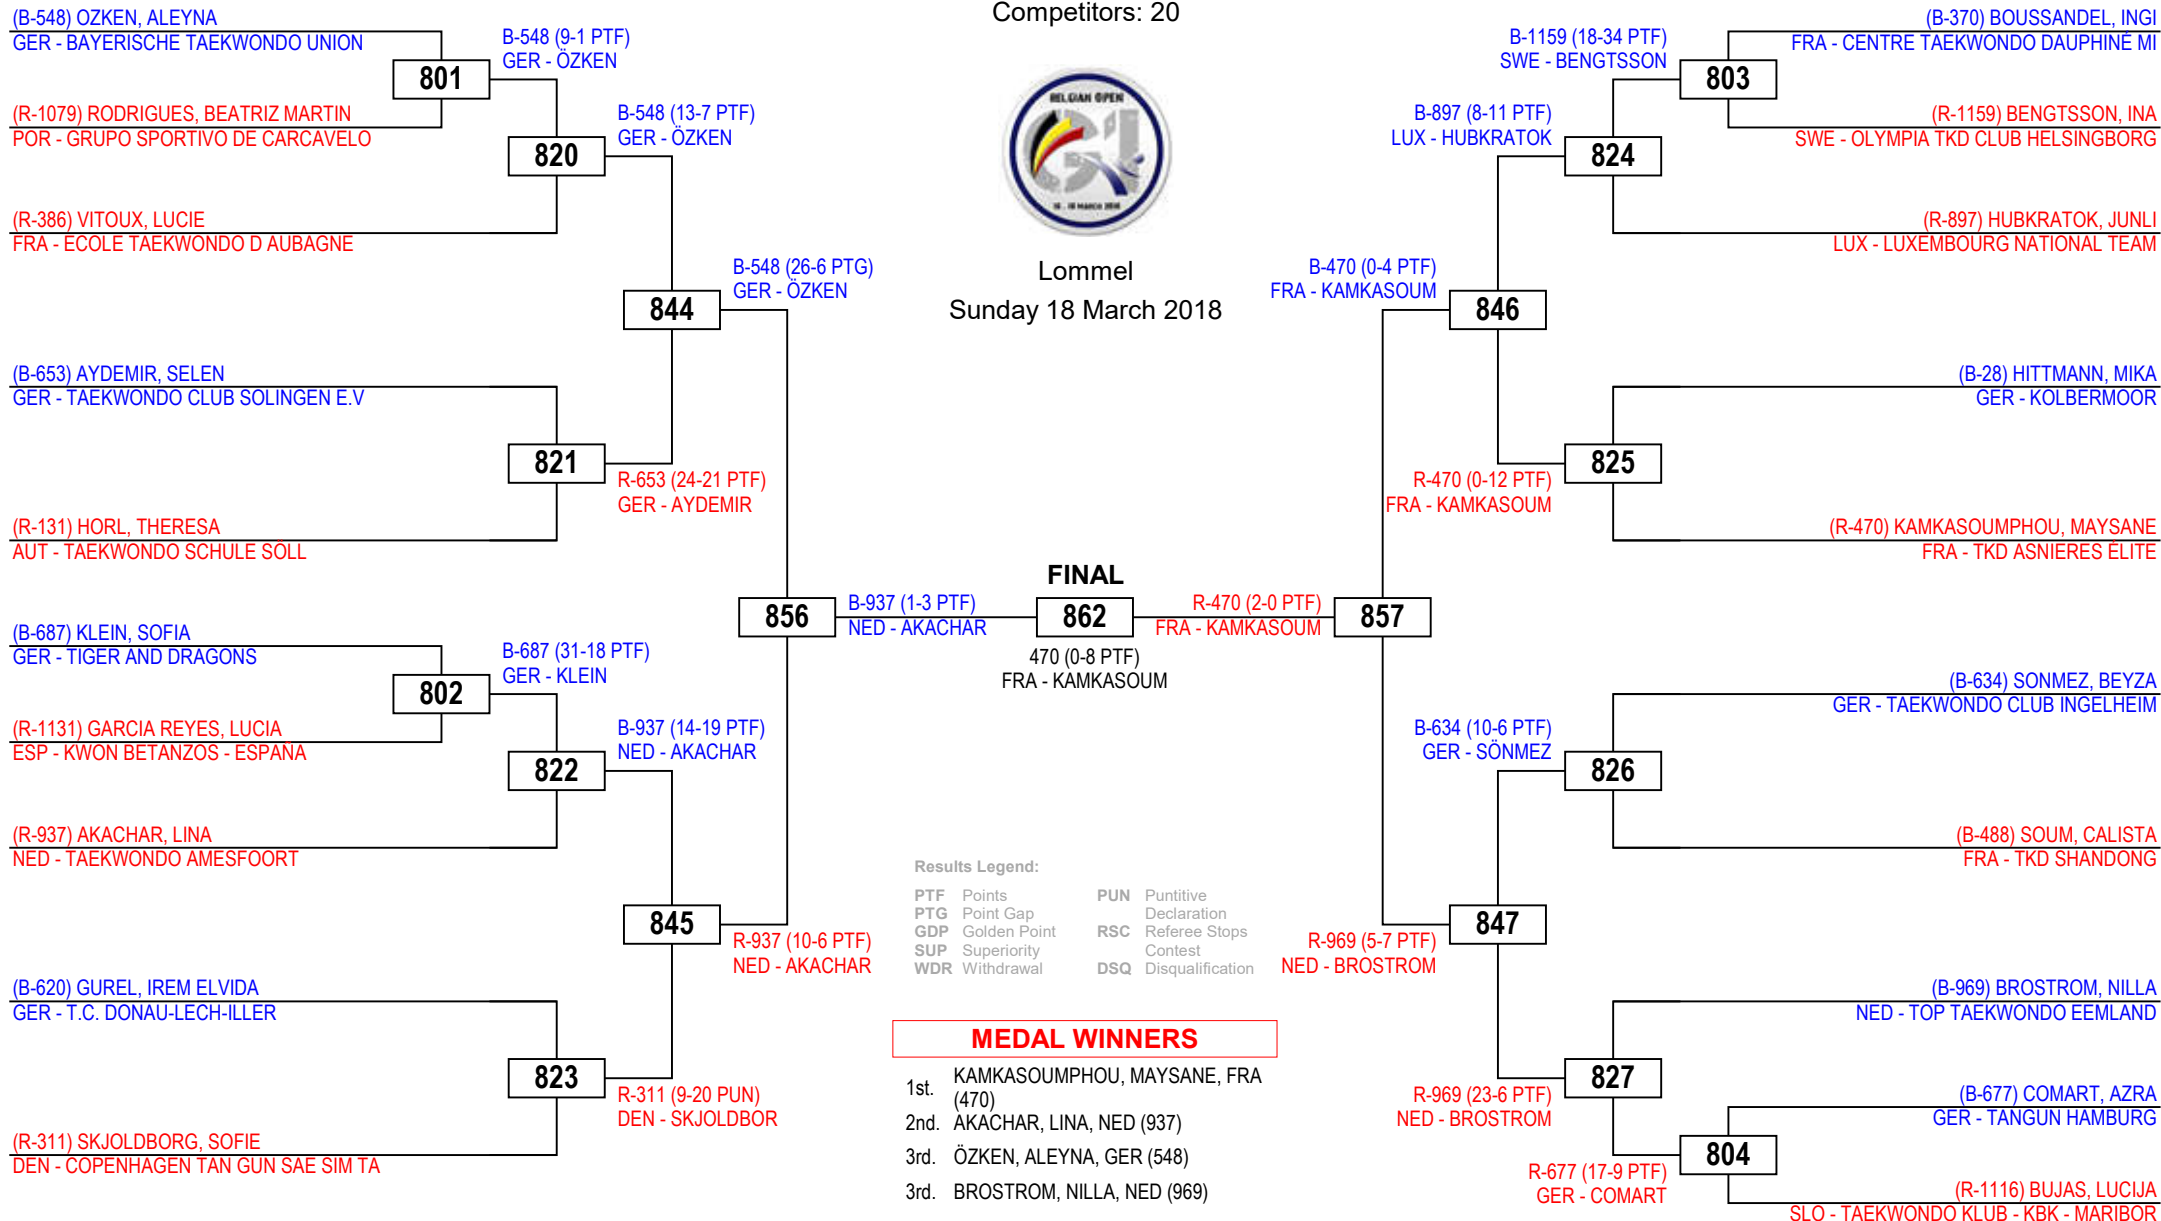 Competitors: 20
BELGIAN OPEN
Lommel
Sunday 18 March 2018
(B-548) OZKEN, ALEYNA
GER - BAYERISCHE TAEKWONDO UNION
801
(R-1079) RODRIGUES, BEATRIZ MARTIN
POR - GRUPO SPORTIVO DE CARCAVELO
B-548 (9-1 PTF)
GER - ÖZKEN
820
(R-386) VITOUX, LUCIE
FRA - ECOLE TAEKWONDO D AUBAGNE
B-548 (13-7 PTF)
GER - ÖZKEN
844
B-548 (26-6 PTG)
GER - ÖZKEN
(B-653) AYDEMIR, SELEN
GER - TAEKWONDO CLUB SOLINGEN E.V
821
R-653 (24-21 PTF)
GER - AYDEMIR
(R-131) HORL, THERESA
AUT - TAEKWONDO SCHULE SÖLL
856
B-937 (1-3 PTF)
NED - AKACHAR
(B-687) KLEIN, SOFIA
GER - TIGER AND DRAGONS
802
B-687 (31-18 PTF)
GER - KLEIN
(R-1131) GARCIA REYES, LUCIA
ESP - KWON BETANZOS - ESPAÑA
822
B-937 (14-19 PTF)
NED - AKACHAR
(R-937) AKACHAR, LINA
NED - TAEKWONDO AMESFOORT
845
R-937 (10-6 PTF)
NED - AKACHAR
(B-620) GUREL, IREM ELVIDA
GER - T.C. DONAU-LECH-ILLER
823
R-311 (9-20 PUN)
DEN - SKJOLDBOR
(R-311) SKJOLDBORG, SOFIE
DEN - COPENHAGEN TAN GUN SAE SIM TA
FINAL
862
470 (0-8 PTF)
FRA - KAMKASOUM
(B-370) BOUSSANDEL, INGI
FRA - CENTRE TAEKWONDO DAUPHINÉ MI
B-1159 (18-34 PTF)
SWE - BENGTSSON
803
(R-1159) BENGTSSON, INA
SWE - OLYMPIA TKD CLUB HELSINGBORG
B-897 (8-11 PTF)
LUX - HUBKRATOK
824
(R-897) HUBKRATOK, JUNLI
LUX - LUXEMBOURG NATIONAL TEAM
B-470 (0-4 PTF)
FRA - KAMKASOUM
846
(B-28) HITTMANN, MIKA
GER - KOLBERMOOR
825
R-470 (0-12 PTF)
FRA - KAMKASOUM
(R-470) KAMKASOUMPHOU, MAYSANE
FRA - TKD ASNIERES ÉLITE
R-470 (2-0 PTF)
FRA - KAMKASOUM
857
(B-634) SONMEZ, BEYZA
GER - TAEKWONDO CLUB INGELHEIM
B-634 (10-6 PTF)
GER - SÖNMEZ
826
(B-488) SOUM, CALISTA
FRA - TKD SHANDONG
847
R-969 (5-7 PTF)
NED - BROSTROM
(B-969) BROSTROM, NILLA
NED - TOP TAEKWONDO EEMLAND
827
R-969 (23-6 PTF)
NED - BROSTROM
(B-677) COMART, AZRA
GER - TANGUN HAMBURG
804
R-677 (17-9 PTF)
GER - COMART
(R-1116) BUJAS, LUCIJA
SLO - TAEKWONDO KLUB - KBK - MARIBOR
Results Legend:
PTF Points
PTG Point Gap
GDP Golden Point
SUP Superiority
WDR Withdrawal
PUN Puntitive
Declaration
RSC Referee Stops
Contest
DSQ Disqualification
MEDAL WINNERS
1st. KAMKASOUMPHOU, MAYSANE, FRA
(470)
2nd. AKACHAR, LINA, NED (937)
3rd. ÖZKEN, ALEYNA, GER (548)
3rd. BROSTROM, NILLA, NED (969)